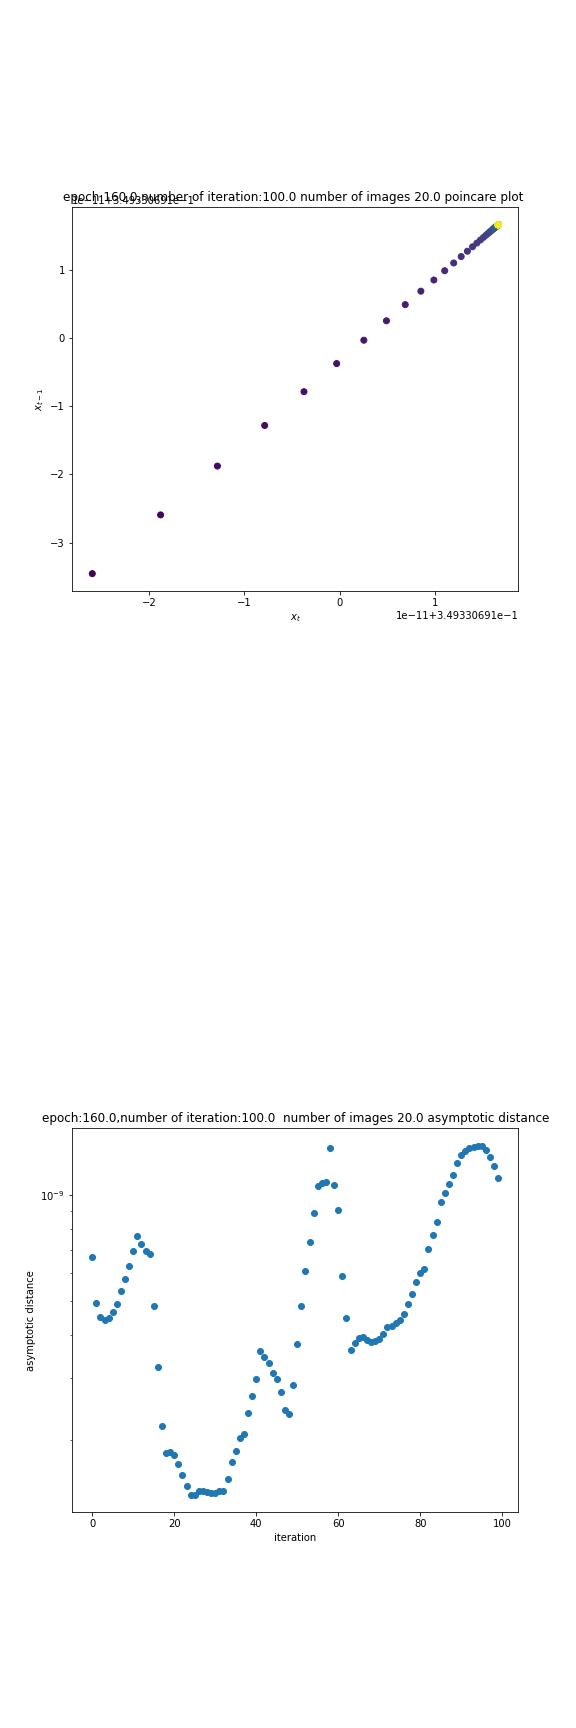 epoch:160.0,number of iteration:100.0 number of images 20.0 poincare plot
1e−11+3.49330691e−1
1
0
−1
−2
−3
x_{t−1}
−2 −1 0 1
x_t
1e−11+3.49330691e−1
epoch:160.0,number of iteration:100.0  number of images 20.0 asymptotic distance
10^{−9}
asymptotic distance
0 20 40 60 80 100
iteration